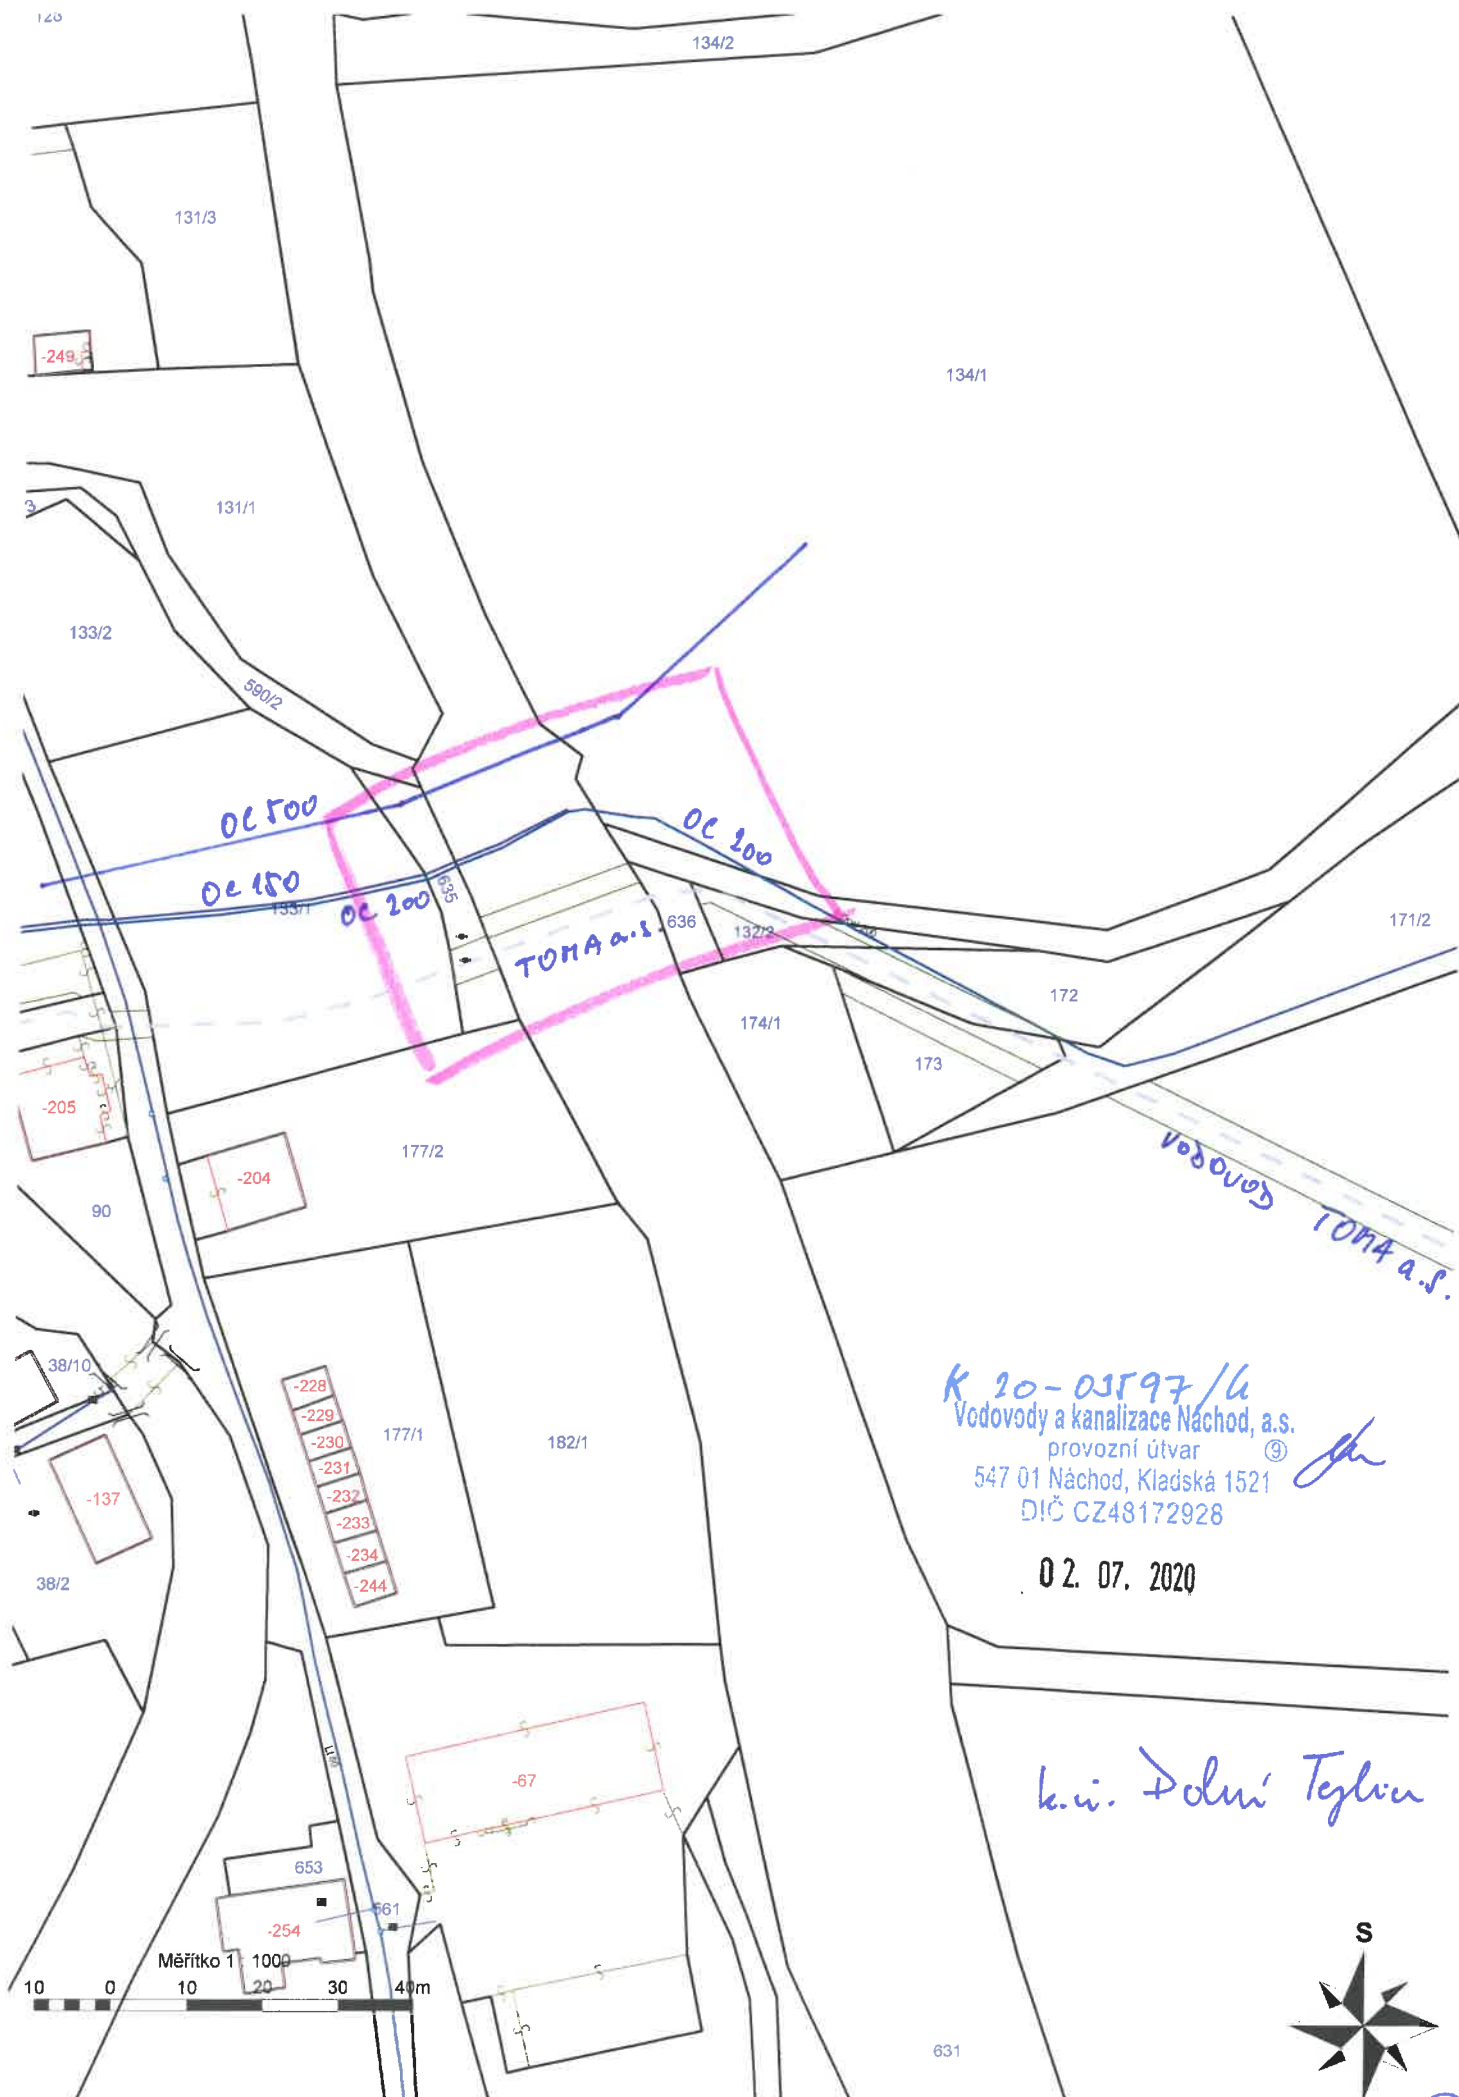 134/2
131/3
-249
134/1
131/1
133/2
590/2
OC 500
OC 200
OC 150
133/1
OC 200
635
TOMA a.s.
636
132/2
171/2
172
174/1
173
-205
177/2
-204
90
VODOVOD TOMA a.s.
38/10
-228
-229
-230
-231
-232
-233
-234
-244
177/1
182/1
-137
38/2
Vodovody a kanalizace Náchod, a.s.
provozní útvar 9
547 01 Náchod, Kladská 1521
DIČ CZ48172928
02. 07. 2020
-67
k.ú. Dolní
653
561
-254
Měřítko 1 : 1000
10 0 10 20 30 40m
S
631